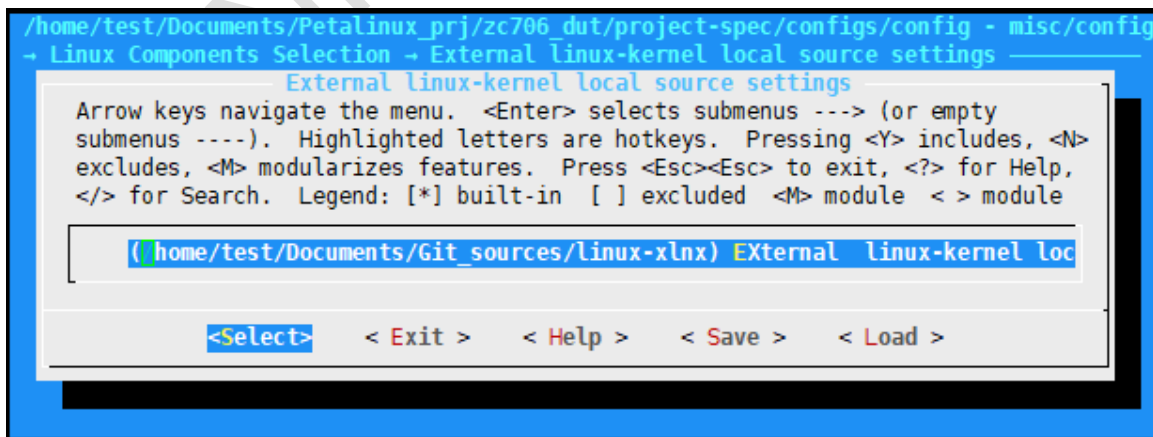 /home/test/Documents/Petalinux_prj/zc706_dut/project-spec/configs/config - misc/config
→ Linux Components Selection → External linux-kernel local source settings
External linux-kernel local source settings
Arrow keys navigate the menu. <Enter> selects submenus ---> (or empty
submenus ----). Highlighted letters are hotkeys. Pressing <Y> includes, <N>
excludes, <M> modularizes features. Press <Esc><Esc> to exit, <?> for Help,
</> for Search. Legend: [*] built-in [ ] excluded <M> module < > module
(/home/test/Documents/Git_sources/linux-xlnx) EXternal linux-kernel loc
<Select> < Exit > < Help > < Save > < Load >